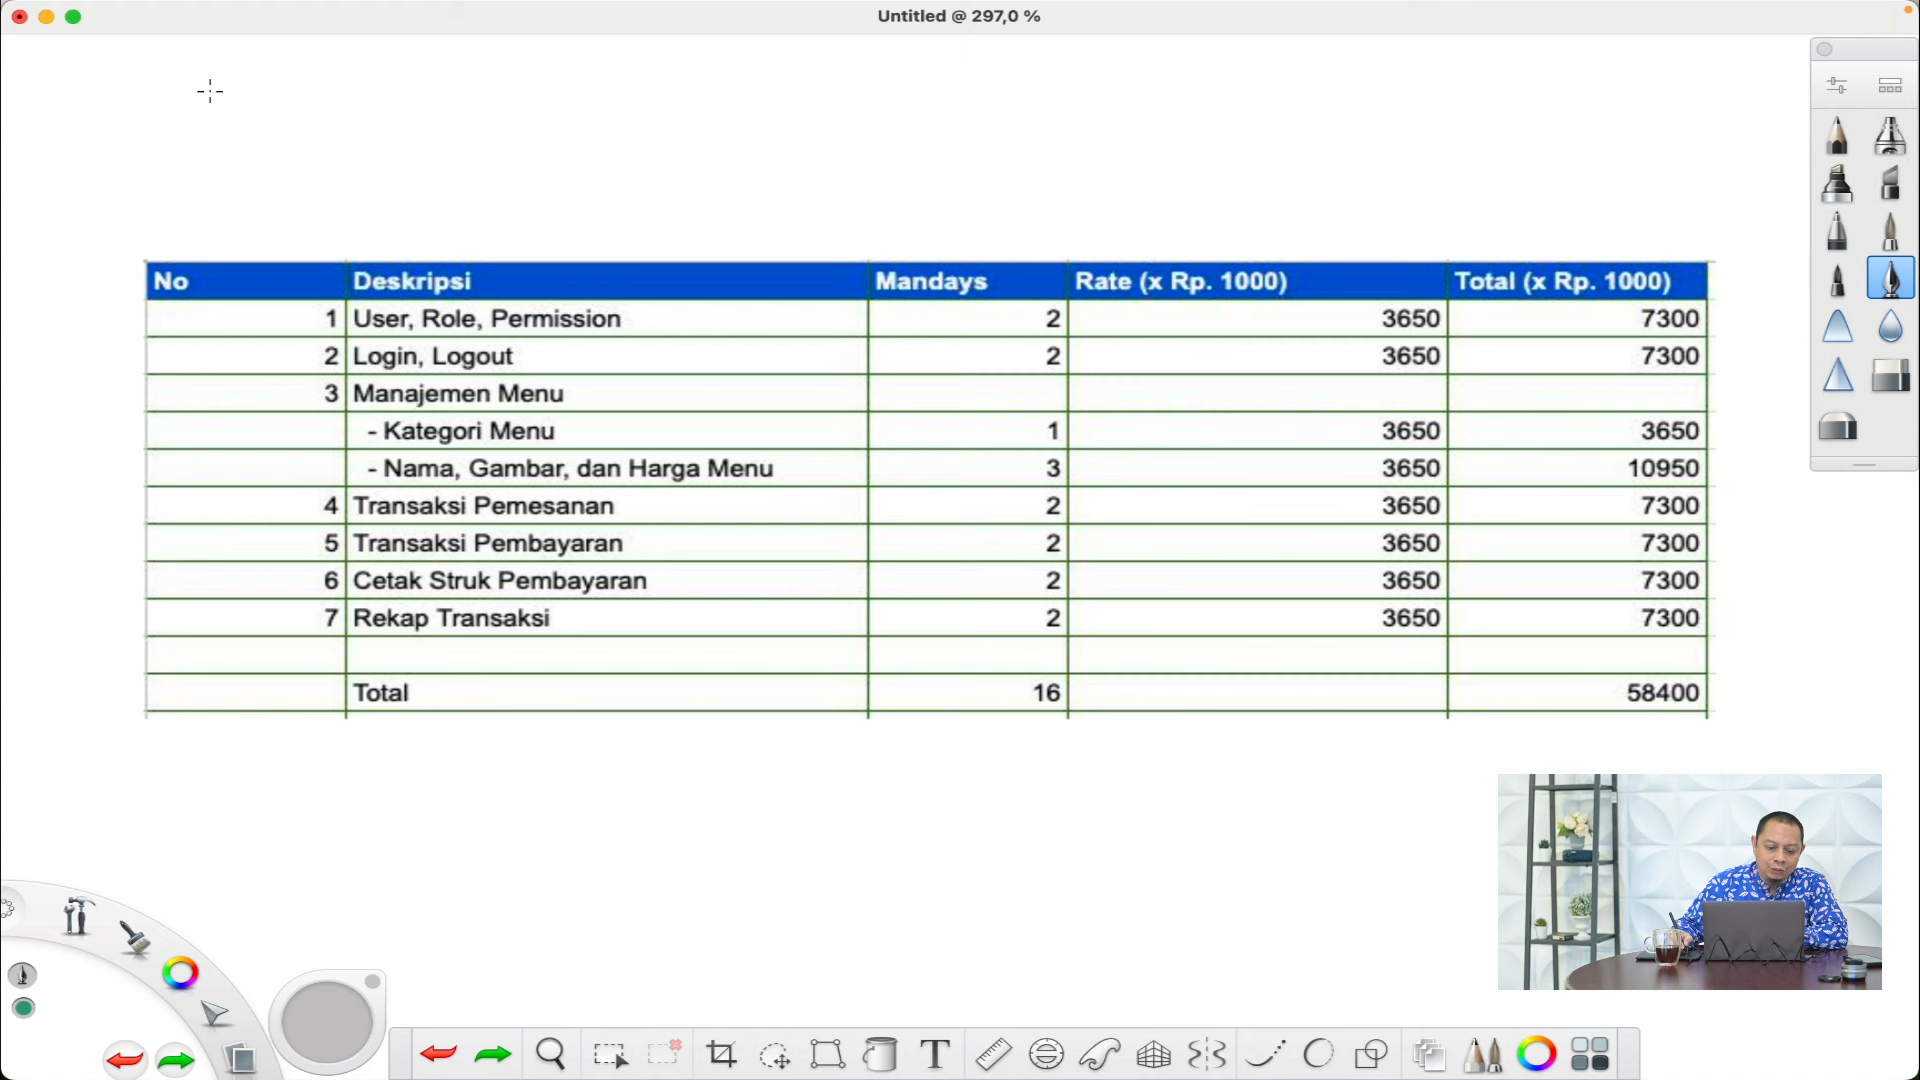 Untitled @ 297,0 %
No Deskripsi Mandays Rate (x Rp. 1000) Total (x Rp. 1000)
1 User, Role, Permission 2 3650 7300
2 Login, Logout 2 3650 7300
3 Manajemen Menu
- Kategori Menu 1 3650 3650
- Nama, Gambar, dan Harga Menu 3 3650 10950
4 Transaksi Pemesanan 2 3650 7300
5 Transaksi Pembayaran 2 3650 7300
6 Cetak Struk Pembayaran 2 3650 7300
7 Rekap Transaksi 2 3650 7300
Total 16 58400